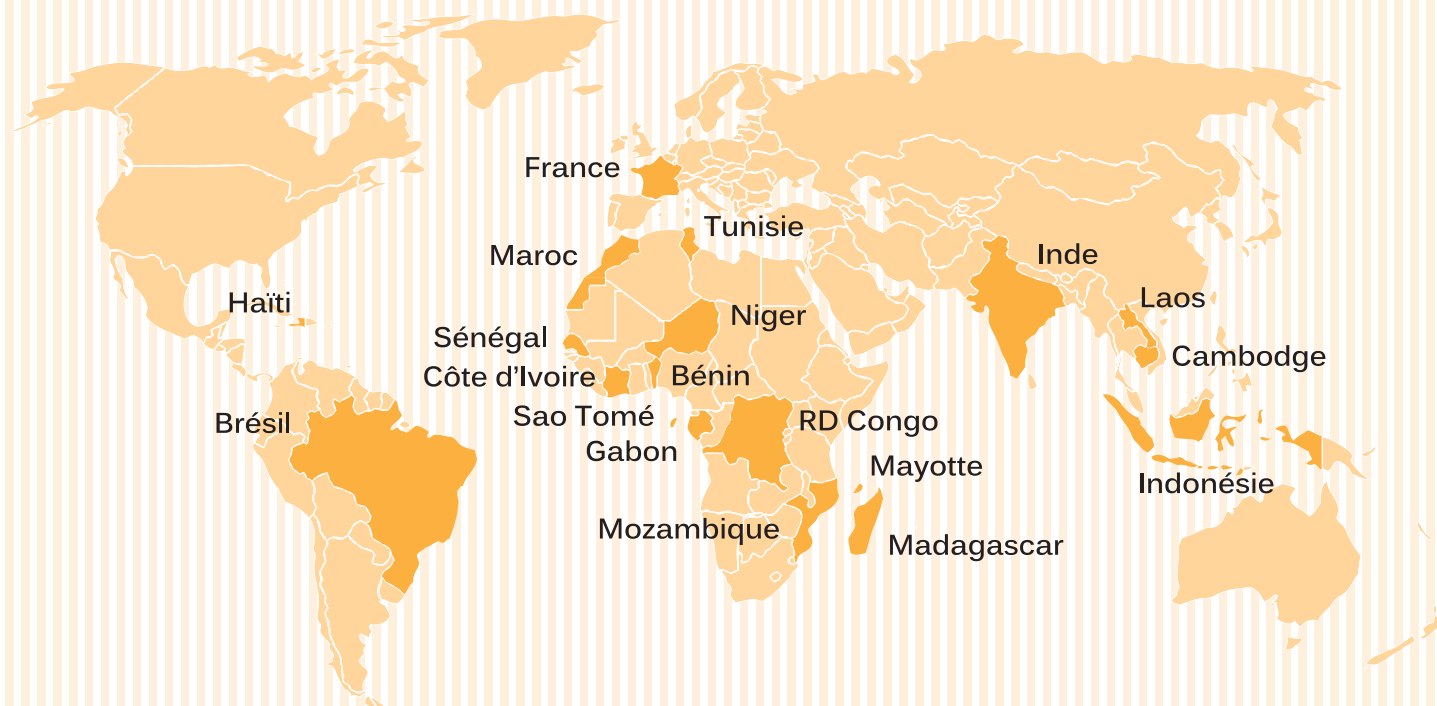 France
Tunisie
Maroc
Inde
Haïti
Laos
Niger
Sénégal
Cambodge
Côte d'Ivoire
Bénin
Sao Tomé
Brésil
RD Congo
Gabon
Mayotte
Indonésie
Mozambique
Madagascar